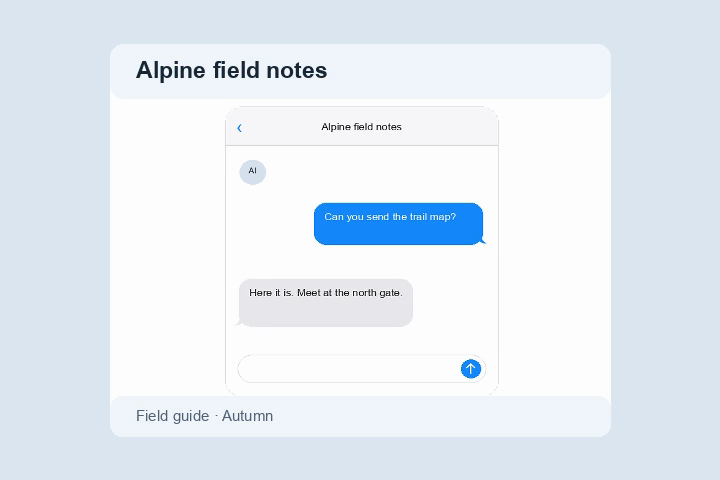 Alpine field notes
Alpine field notes
AI
Can you send the trail map?
Here it is. Meet at the north gate.
Field guide · Autumn